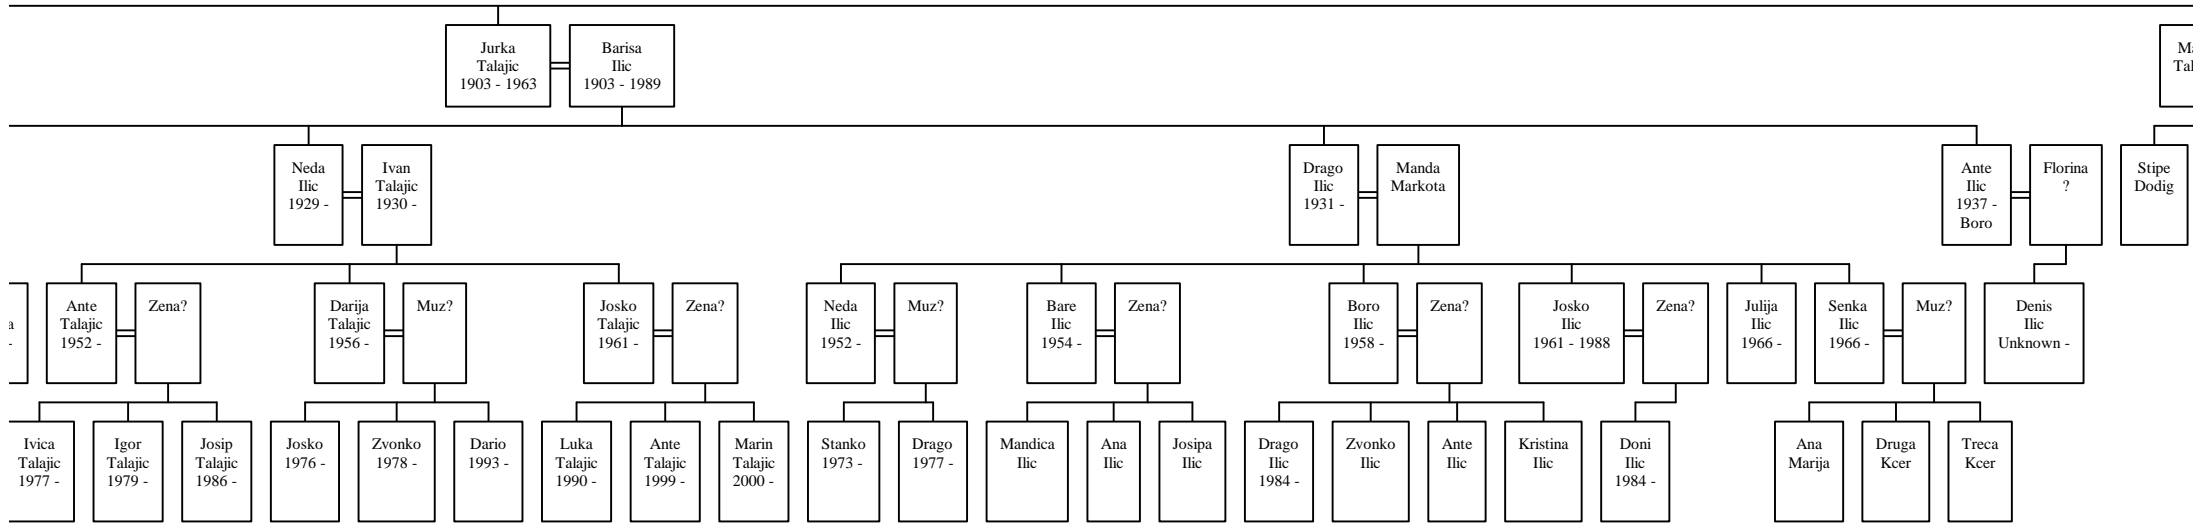 Jurka
Talajic
1903 - 1963
Barisa
Ilic
1903 - 1989
Neda
Ilic
1929 -
Ivan
Talajic
1930 -
Drago
Ilic
1931 -
Manda
Markota
Ante
Ilic
1937 -
Boro
Florina
?
Stipe
Dodig
Ante
Talajic
1952 -
Zena?
Darija
Talajic
1956 -
Muz?
Josko
Talajic
1961 -
Zena?
Neda
Ilic
1952 -
Muz?
Bare
Ilic
1954 -
Zena?
Boro
Ilic
1958 -
Zena?
Josko
Ilic
1961 - 1988
Zena?
Julija
Ilic
1966 -
Senka
Ilic
1966 -
Muz?
Denis
Ilic
Unknown -
Ivica
Talajic
1977 -
Igor
Talajic
1979 -
Josip
Talajic
1986 -
Josko
1976 -
Zvonko
1978 -
Dario
1993 -
Luka
Talajic
1990 -
Ante
Talajic
1999 -
Marin
Talajic
2000 -
Stanko
1973 -
Drago
1977 -
Mandica
Ilic
Ana
Ilic
Josipa
Ilic
Drago
Ilic
1984 -
Zvonko
Ilic
Ante
Ilic
Kristina
Ilic
Doni
Ilic
1984 -
Ana
Marija
Druga
Kcer
Treca
Kcer